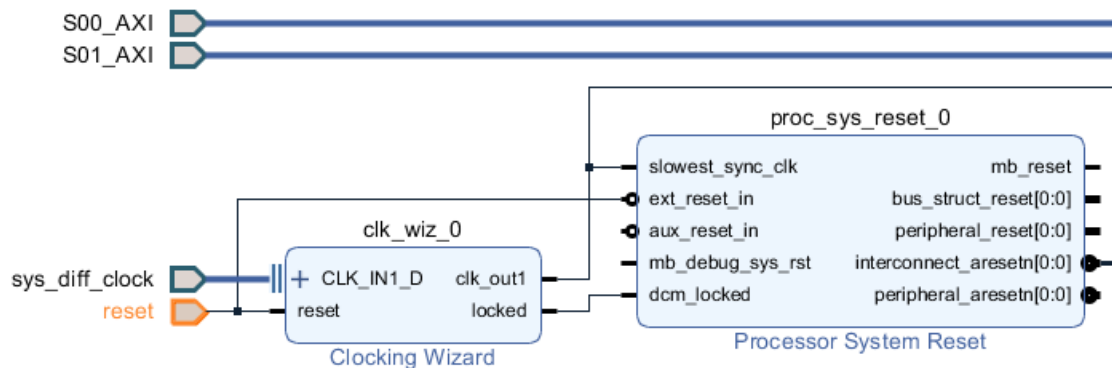 S00_AXI
S01_AXI
proc_sys_reset_0
slowest_sync_clk
mb_reset
ext_reset_in
bus_struct_reset[0:0]
aux_reset_in
peripheral_reset[0:0]
mb_debug_sys_rst
interconnect_aresetn[0:0]
dcm_locked
peripheral_aresetn[0:0]
Processor System Reset
clk_wiz_0
sys_diff_clock
CLK_IN1_D
clk_out1
reset
reset
locked
Clocking Wizard